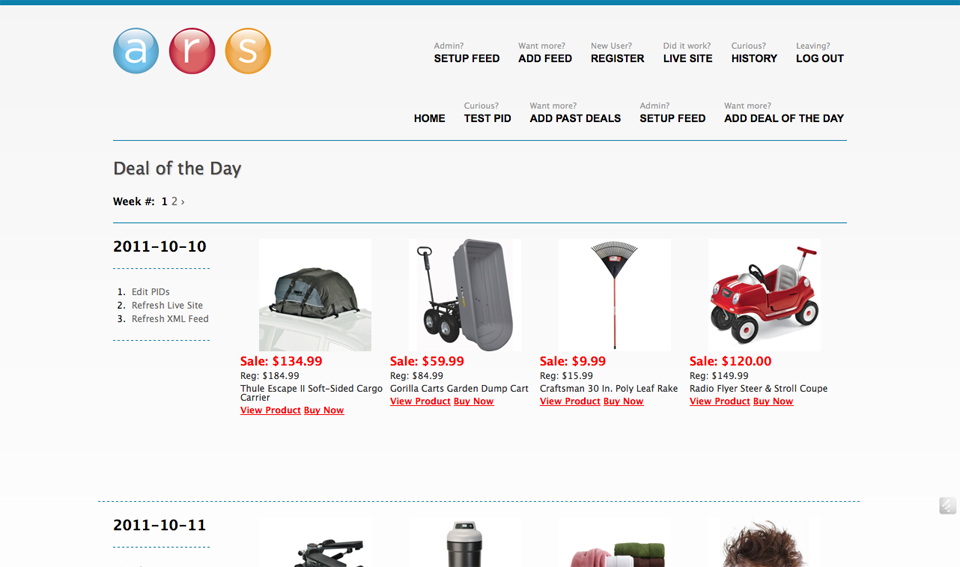 a r s
Admin? Want more? New User? Did it work? Curious? Leaving?
SETUP FEED ADD FEED REGISTER LIVE SITE HISTORY LOG OUT
Curious? Want more? Admin? Want more?
HOME TEST PID ADD PAST DEALS SETUP FEED ADD DEAL OF THE DAY
Deal of the Day
Week #: 1 2 ›
2011-10-10
1. Edit PIDs
2. Refresh Live Site
3. Refresh XML Feed
Sale: $134.99
Reg: $184.99
Thule Escape II Soft-Sided Cargo
Carrier
View Product Buy Now
Sale: $59.99
Reg: $84.99
Gorilla Carts Garden Dump Cart
View Product Buy Now
Sale: $9.99
Reg: $15.99
Craftsman 30 In. Poly Leaf Rake
View Product Buy Now
Sale: $120.00
Reg: $149.99
Radio Flyer Steer & Stroll Coupe
View Product Buy Now
2011-10-11